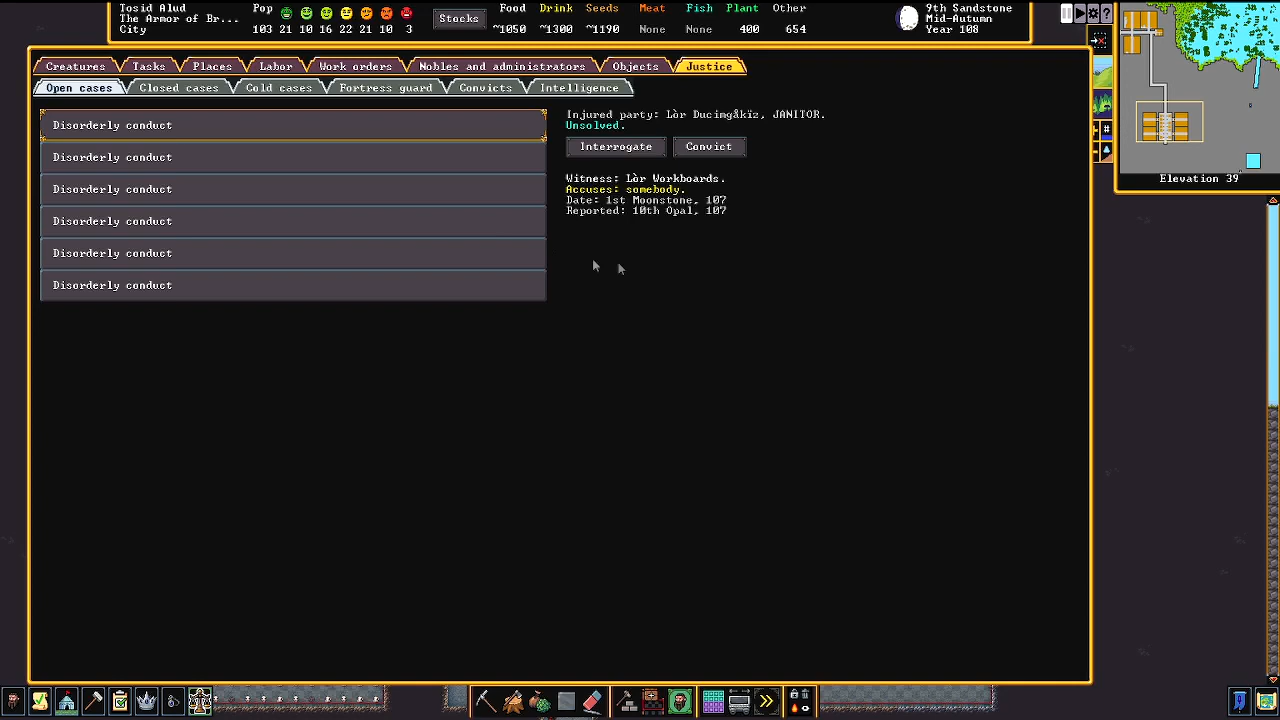 Tosid Alud
The Armor of Br...
City
Pop
103 21 10 16 22 21 10 3
Stocks
Food Drink Seeds Meat Fish Plant Other
~1650 ~1300 ~1190 None None 400 654
9th Sandstone
Mid-Autumn
Year 108
Creatures Tasks Places Labor Work orders Nobles and administrators Objects Justice
Open cases Closed cases Cold cases Fortress guard Convicts Intelligence
Disorderly conduct
Disorderly conduct
Disorderly conduct
Disorderly conduct
Disorderly conduct
Disorderly conduct
Injured party: Lòr Ducimgåkïz, JANITOR.
Unsolved.
Interrogate Convict
Witness: Lòr Workboards.
Accuses: somebody.
Date: 1st Moonstone, 107
Reported: 10th Opal, 107
Elevation 39